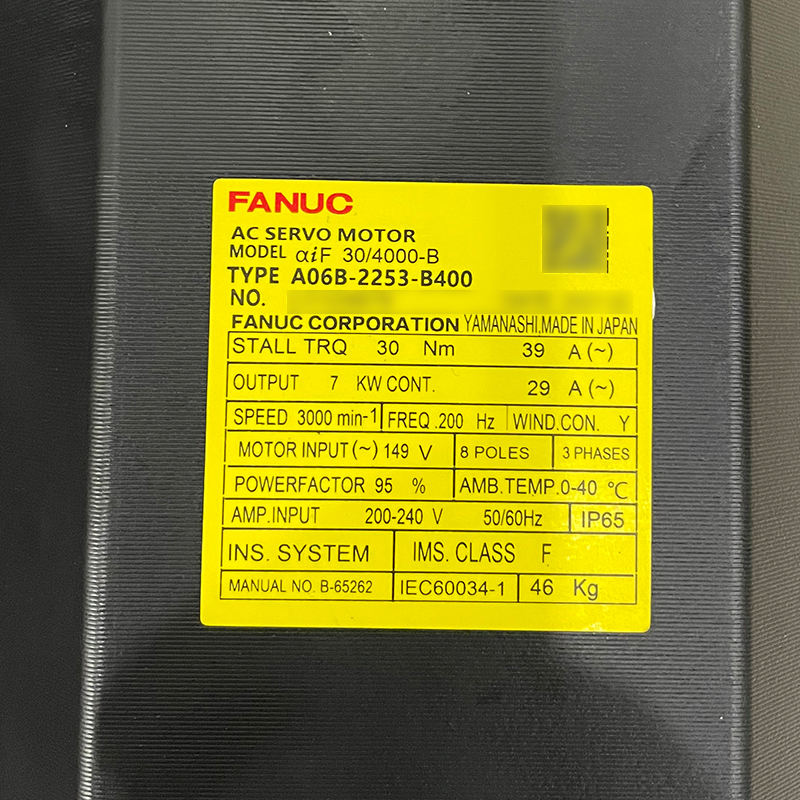 FANUC
AC SERVO MOTOR
MODEL αiF 30/4000-B
TYPE A06B-2253-B400
NO.
FANUC CORPORATION YAMANASHI,MADE IN JAPAN
STALL TRQ 30 Nm 39 A (~)
OUTPUT 7 KW CONT. 29 A (~)
SPEED 3000 min-1 FREQ .200 Hz WIND.CON. Y
MOTOR INPUT (~) 149 V 8 POLES 3 PHASES
POWERFACTOR 95 % AMB.TEMP.0-40 ℃
AMP.INPUT 200-240 V 50/60Hz IP65
INS. SYSTEM IMS. CLASS F
MANUAL NO. B-65262 IEC60034-1 46 Kg